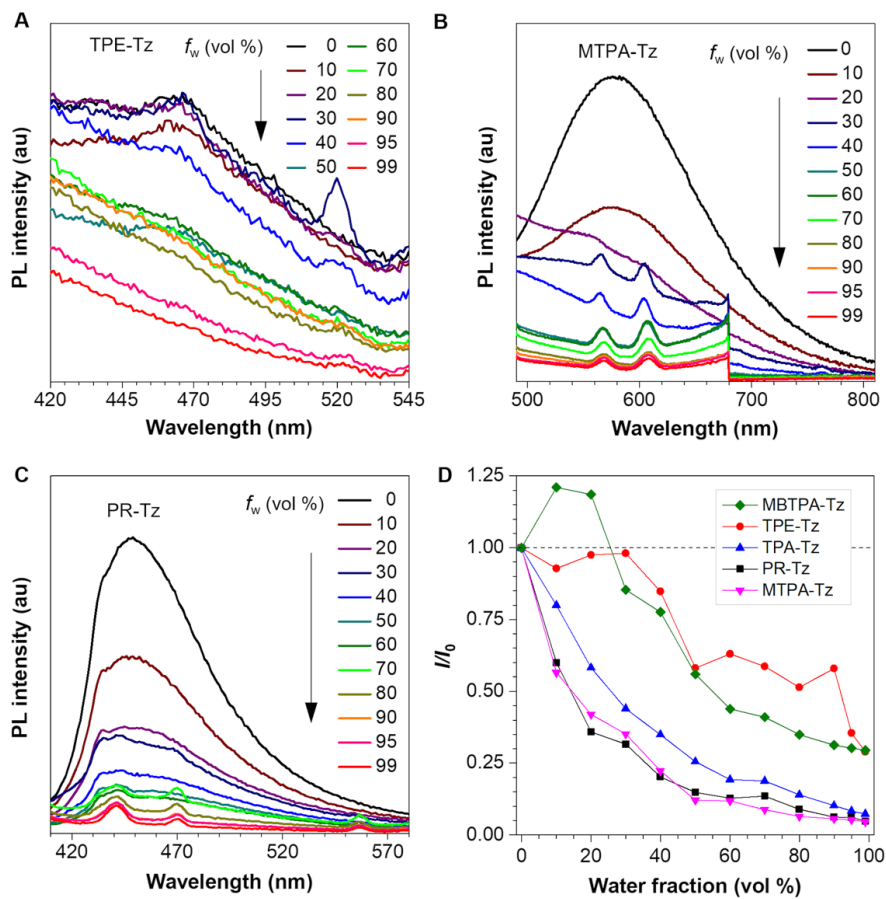 A
TPE-Tz
fw (vol %)
0
10
20
30
40
50
60
70
80
90
95
99
PL intensity (au)
420
445
470
495
520
545
Wavelength (nm)
B
MTPA-Tz
fw (vol %)
0
10
20
30
40
50
60
70
80
90
95
99
PL intensity (au)
500
600
700
800
Wavelength (nm)
C
PR-Tz
fw (vol %)
0
10
20
30
40
50
60
70
80
90
95
99
PL intensity (au)
420
470
520
570
Wavelength (nm)
D
1.25
1.00
0.75
0.50
0.25
0.00
I/I0
MBTPA-Tz
TPE-Tz
TPA-Tz
PR-Tz
MTPA-Tz
0
20
40
60
80
100
Water fraction (vol %)